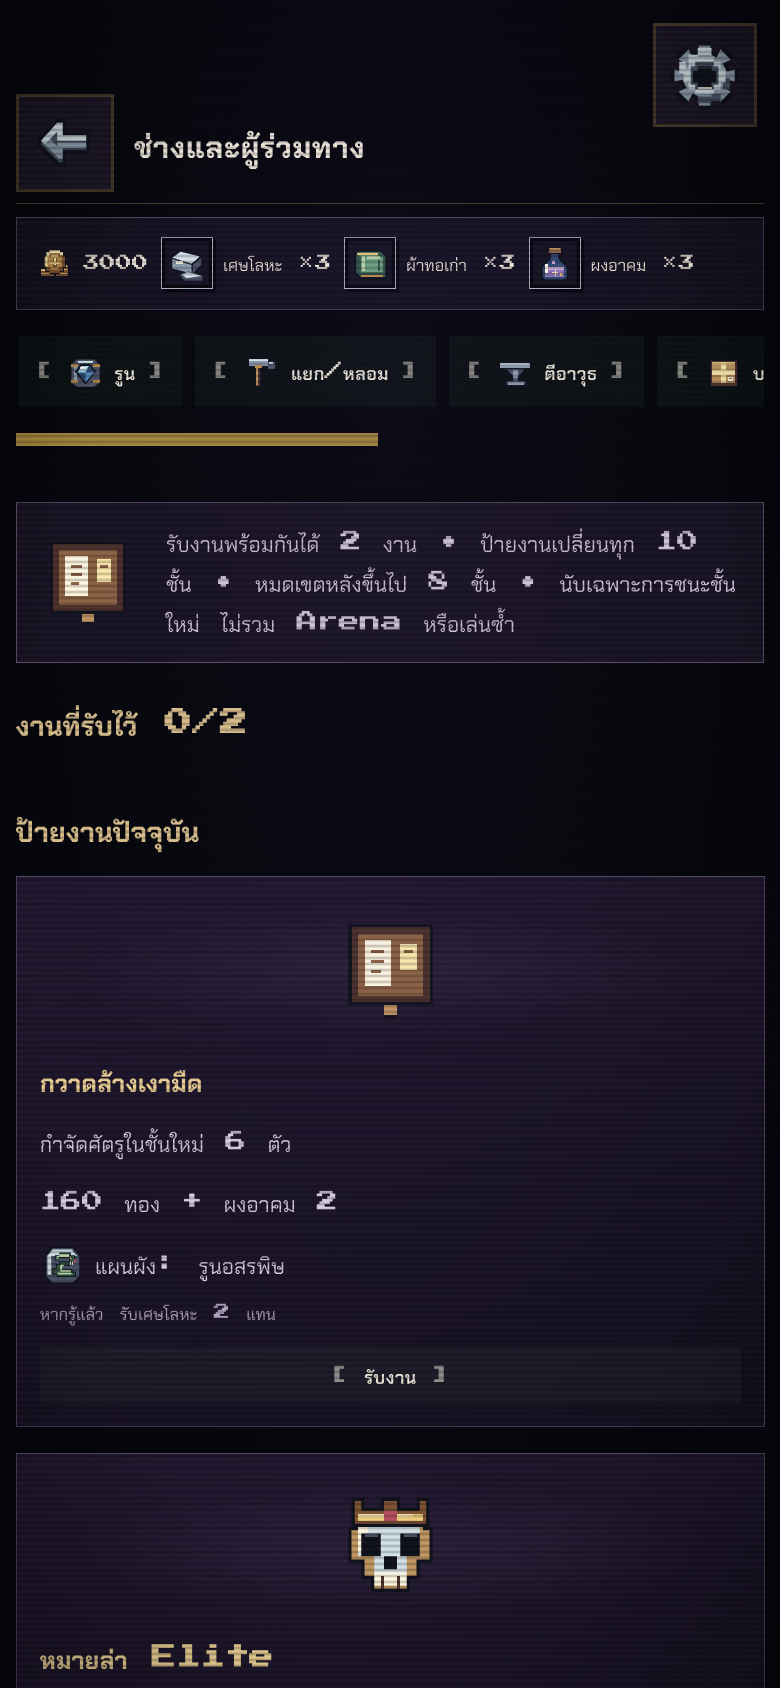 ช่างและผู้ร่วมทาง
3000 เศษโลหะ ×3 ผ้าทอเก่า ×3 ผงอาคม ×3
[ รูน ] [ แยก/หลอม ] [ ตีอาวุธ ] [ บ
รับงานพร้อมกันได้ 2 งาน • ป้ายงานเปลี่ยนทุก 10
ชั้น • หมดเขตหลังขึ้นไป 8 ชั้น • นับเฉพาะการชนะชั้น
ใหม่ ไม่รวม Arena หรือเล่นซ้ำ
งานที่รับไว้ 0/2
ป้ายงานปัจจุบัน
กวาดล้างเงามืด
กำจัดศัตรูในชั้นใหม่ 6 ตัว
160 ทอง + ผงอาคม 2
แผนผัง: รูนอสรพิษ
หากรู้แล้ว รับเศษโลหะ 2 แทน
[ รับงาน ]
หมายล่า Elite